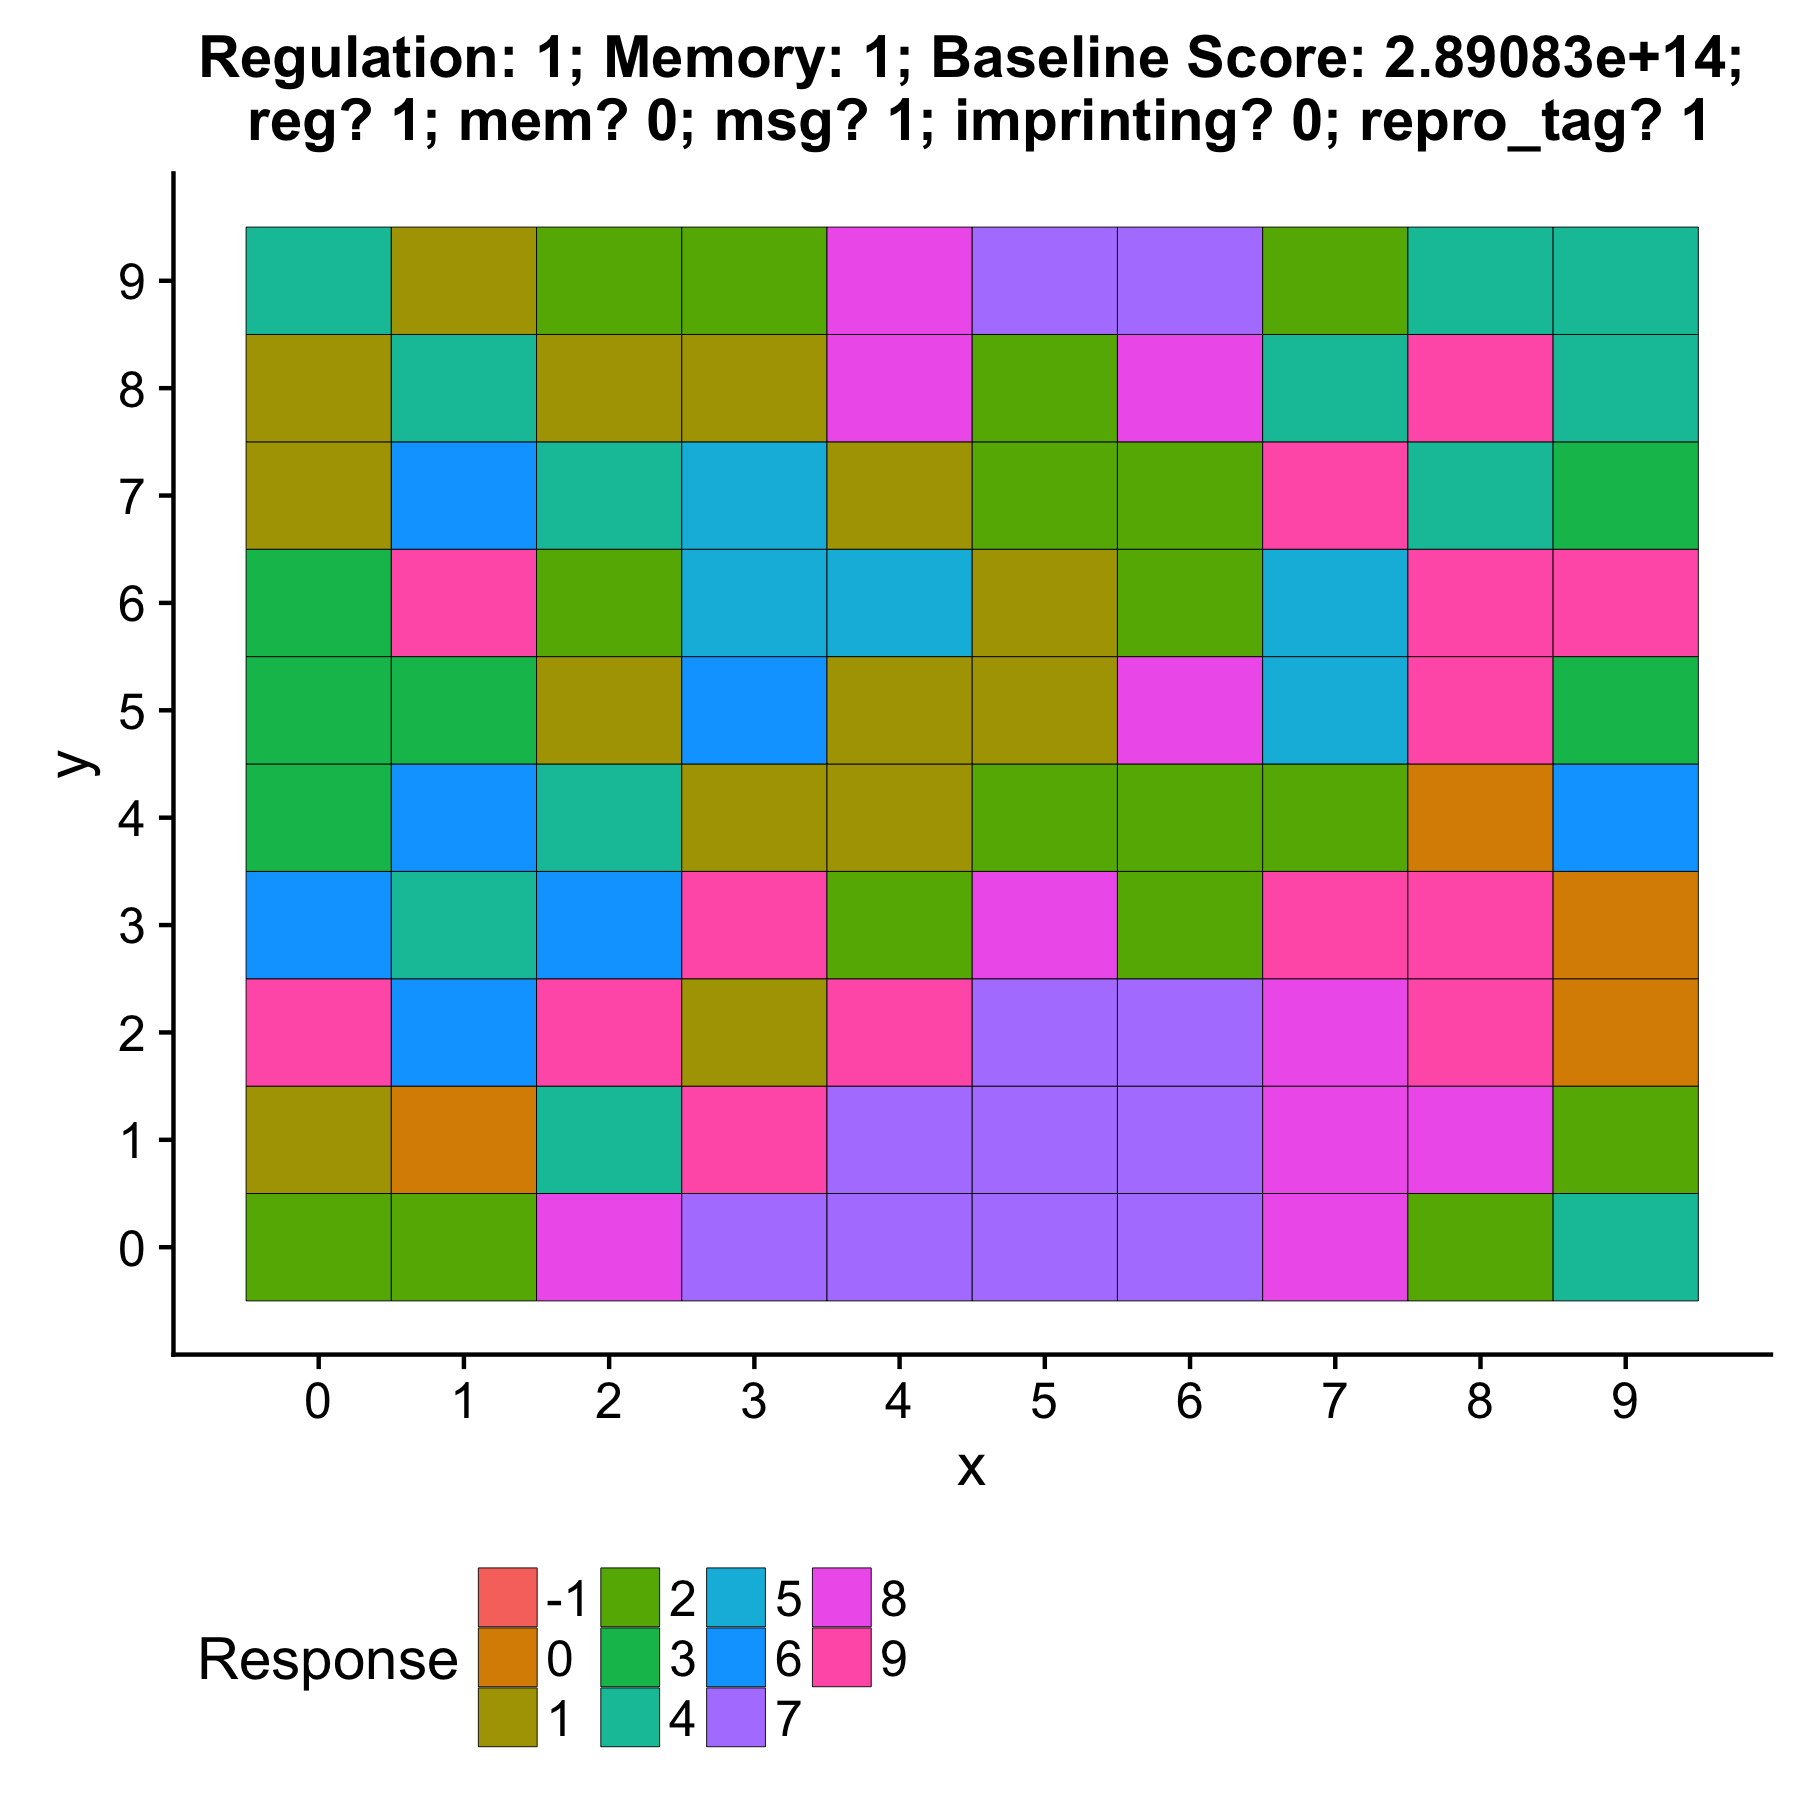 Regulation: 1; Memory: 1; Baseline Score: 2.89083e+14;
reg? 1; mem? 0; msg? 1; imprinting? 0; repro_tag? 1
9
8
7
6
5
4
3
2
1
0
y
0 1 2 3 4 5 6 7 8 9
x
Response
-1 2 5 8
0 3 6 9
1 4 7